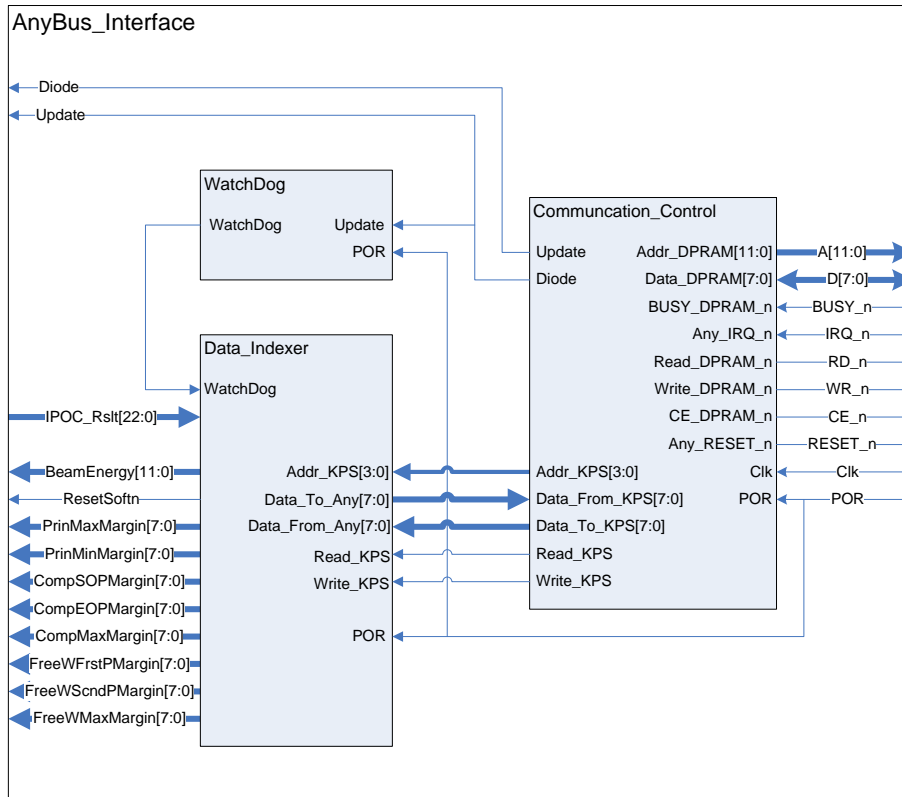 AnyBus_Interface
Diode
Update
WatchDog
WatchDog
Update
POR
Communcation_Control
Update
Diode
Addr_DPRAM[11:0]
Data_DPRAM[7:0]
BUSY_DPRAM_n
Any_IRQ_n
Read_DPRAM_n
Write_DPRAM_n
CE_DPRAM_n
Any_RESET_n
Clk
POR
Addr_KPS[3:0]
Data_From_KPS[7:0]
Data_To_KPS[7:0]
Read_KPS
Write_KPS
A[11:0]
D[7:0]
BUSY_n
IRQ_n
RD_n
WR_n
CE_n
RESET_n
Clk
POR
Data_Indexer
WatchDog
Addr_KPS[3:0]
Data_To_Any[7:0]
Data_From_Any[7:0]
Read_KPS
Write_KPS
POR
IPOC_Rslt[22:0]
BeamEnergy[11:0]
ResetSoftn
PrinMaxMargin[7:0]
PrinMinMargin[7:0]
CompSOPMargin[7:0]
CompEOPMargin[7:0]
CompMaxMargin[7:0]
FreeWFrstPMargin[7:0]
FreeWScndPMargin[7:0]
FreeWMaxMargin[7:0]